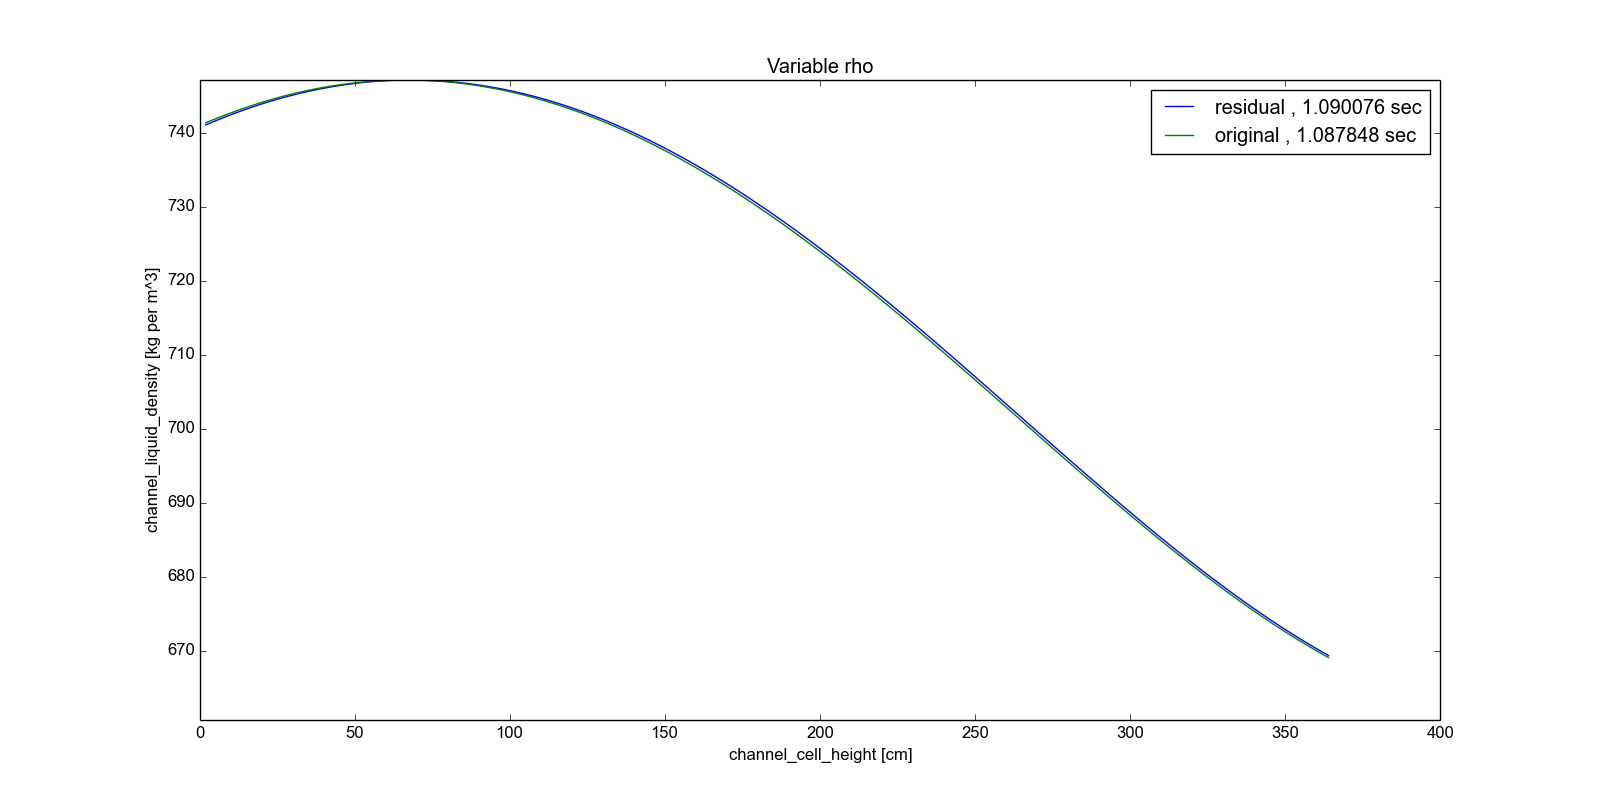 Variable rho
residual , 1.090076 sec
original , 1.087848 sec
channel_liquid_density [kg per m^3]
740
730
720
710
700
690
680
670
0 50 100 150 200 250 300 350 400
channel_cell_height [cm]